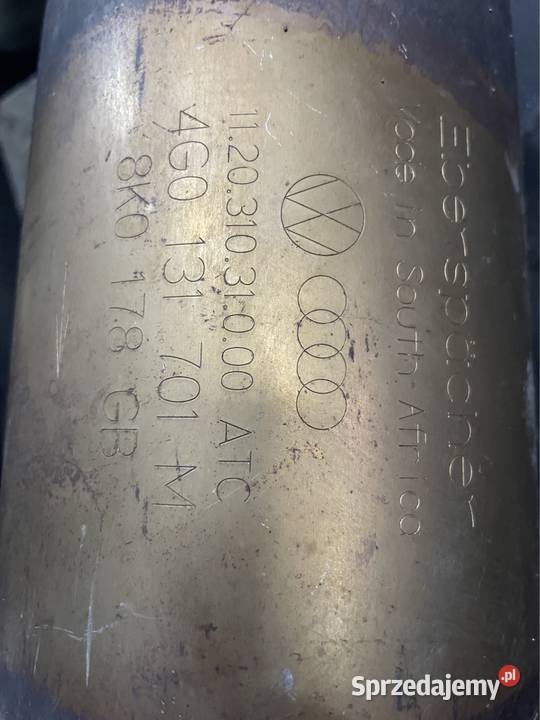 Eberspächer
Made in South-Africa
11.20.310.31-0.00 ATC
4G0 131 701 M
8K0 178 GB
Sprzedajemy.pl